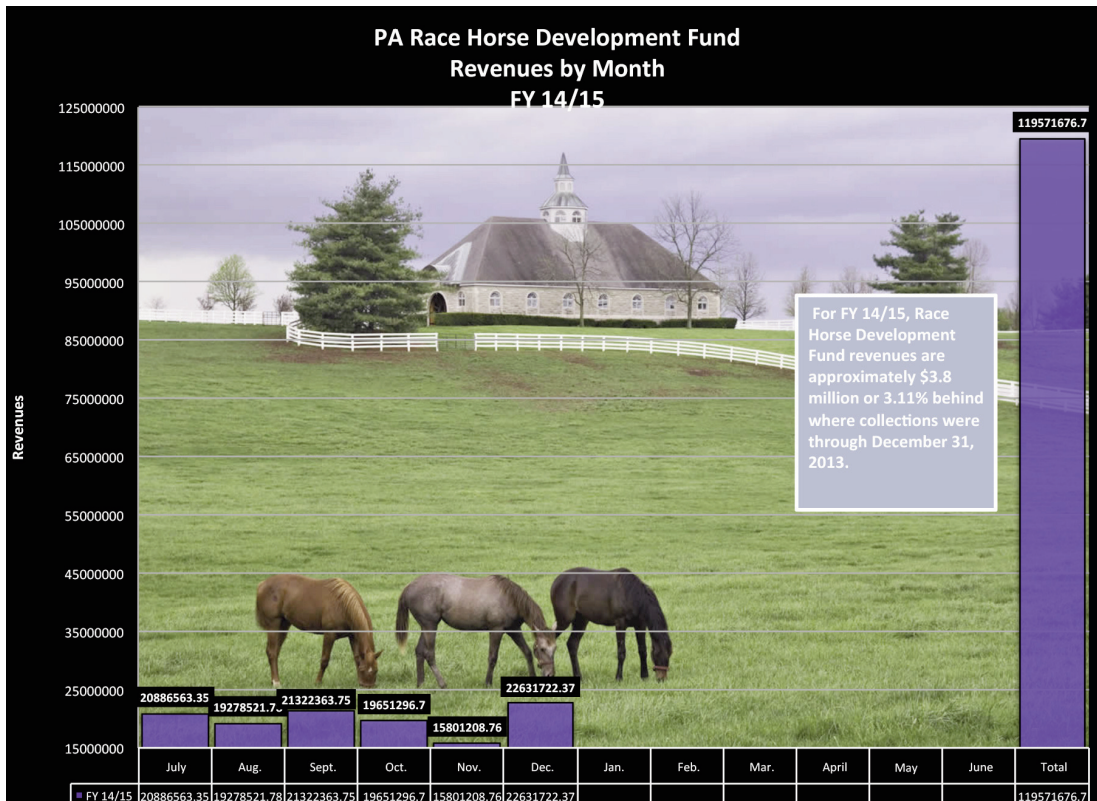 PA Race Horse Development Fund
Revenues by Month
FY 14/15
125000000
115000000
105000000
95000000
85000000
75000000
65000000
55000000
45000000
35000000
25000000
15000000
Revenues
119571676.7
For FY 14/15, Race
Horse Development
Fund revenues are
approximately $3.8
million or 3.11% behind
where collections were
through December 31,
2013.
20886563.35
19278521.78
21322363.75
19651296.7
15801208.76
22631722.37
July Aug. Sept. Oct. Nov. Dec. Jan. Feb. Mar. April May June Total
FY 14/15 20886563.35 19278521.78 21322363.75 19651296.7 15801208.76 22631722.37 119571676.7